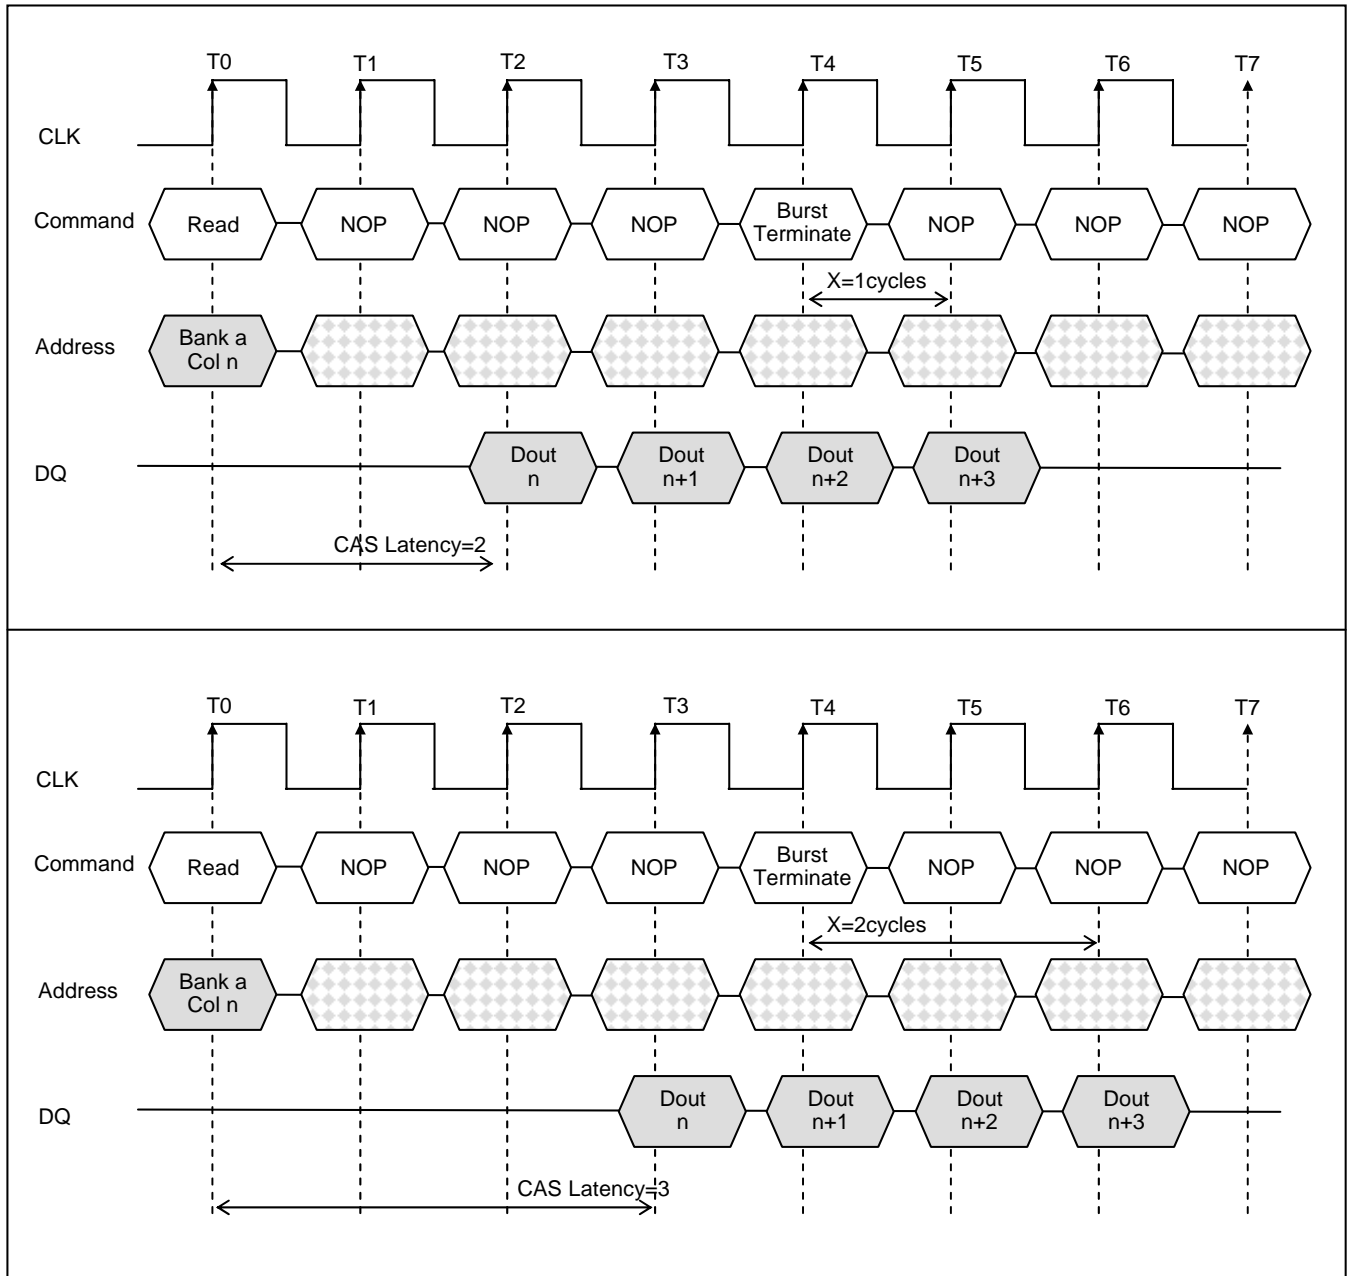 T0 T1 T2 T3 T4 T5 T6 T7
CLK
Command Read NOP NOP NOP Burst Terminate NOP NOP NOP
X=1cycles
Address Bank a Col n
DQ Dout n Dout n+1 Dout n+2 Dout n+3
CAS Latency=2
T0 T1 T2 T3 T4 T5 T6 T7
CLK
Command Read NOP NOP NOP Burst Terminate NOP NOP NOP
X=2cycles
Address Bank a Col n
DQ Dout n Dout n+1 Dout n+2 Dout n+3
CAS Latency=3